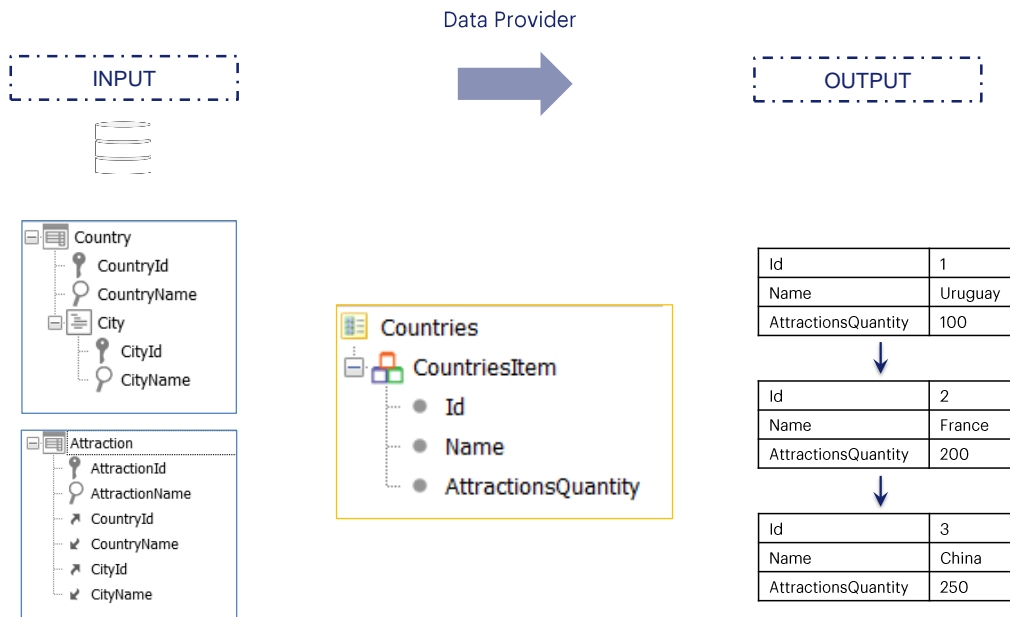 Data Provider
INPUT
OUTPUT
Country
CountryId
CountryName
City
CityId
CityName
Attraction
AttractionId
AttractionName
CountryId
CountryName
CityId
CityName
Countries
CountriesItem
Id
Name
AttractionsQuantity
Id 1
Name Uruguay
AttractionsQuantity 100
Id 2
Name France
AttractionsQuantity 200
Id 3
Name China
AttractionsQuantity 250